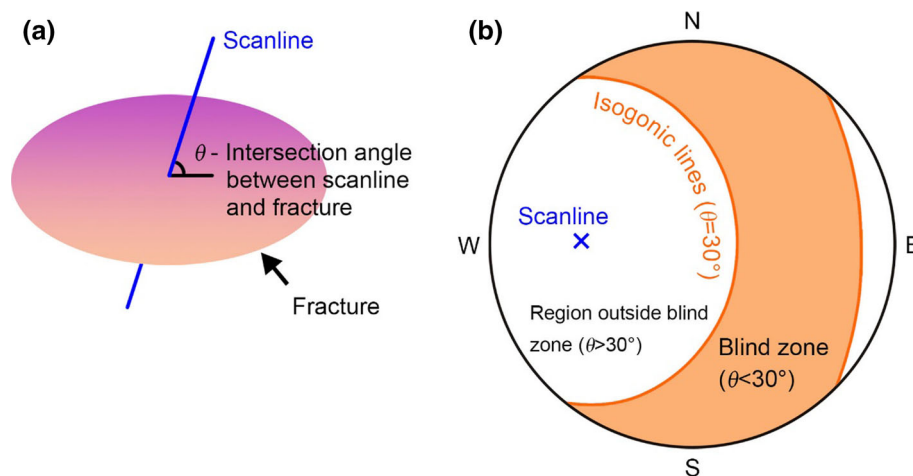 (a)
Scanline
θ - Intersection angle
between scanline
and fracture
Fracture
(b)
N
Isogonic lines (θ=30°)
Scanline
W
E
Region outside blind
zone (θ>30°)
Blind zone
(θ<30°)
S